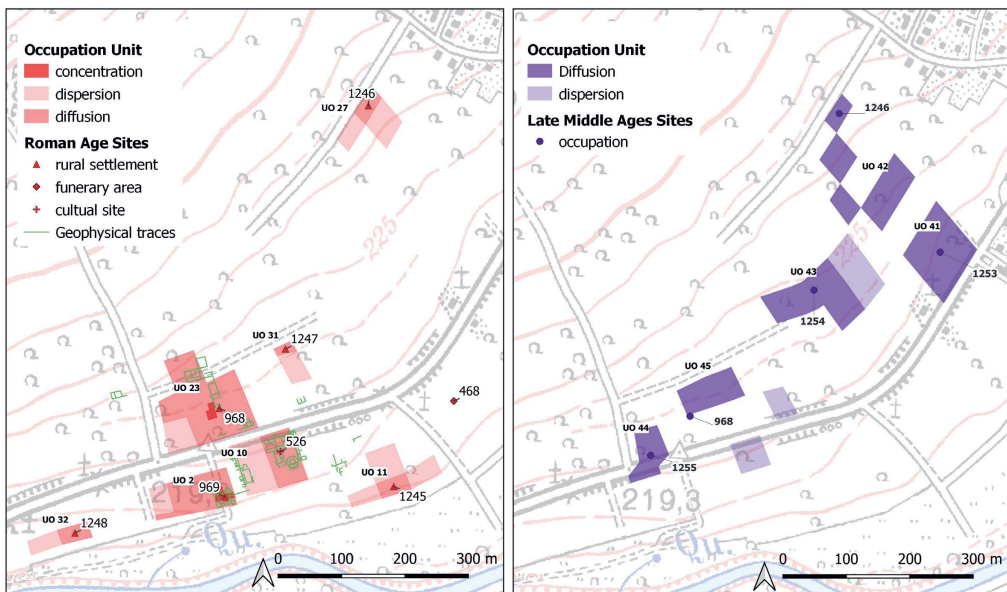 Occupation Unit
concentration
dispersion
diffusion
Roman Age Sites
rural settlement
funerary area
cultual site
Geophysical traces
1246
UO 27
225
UO 31
1247
UO 23
968
468
526
UO 10
UO 2
969
219,3
UO 11
1245
UO 32
1248
Qu.
0 100 200 300 m
Occupation Unit
Diffusion
dispersion
Late Middle Ages Sites
occupation
1246
UO 42
UO 41
225
1253
UO 43
1254
UO 45
968
UO 44
1255
219,3
Qu.
0 100 200 300 m